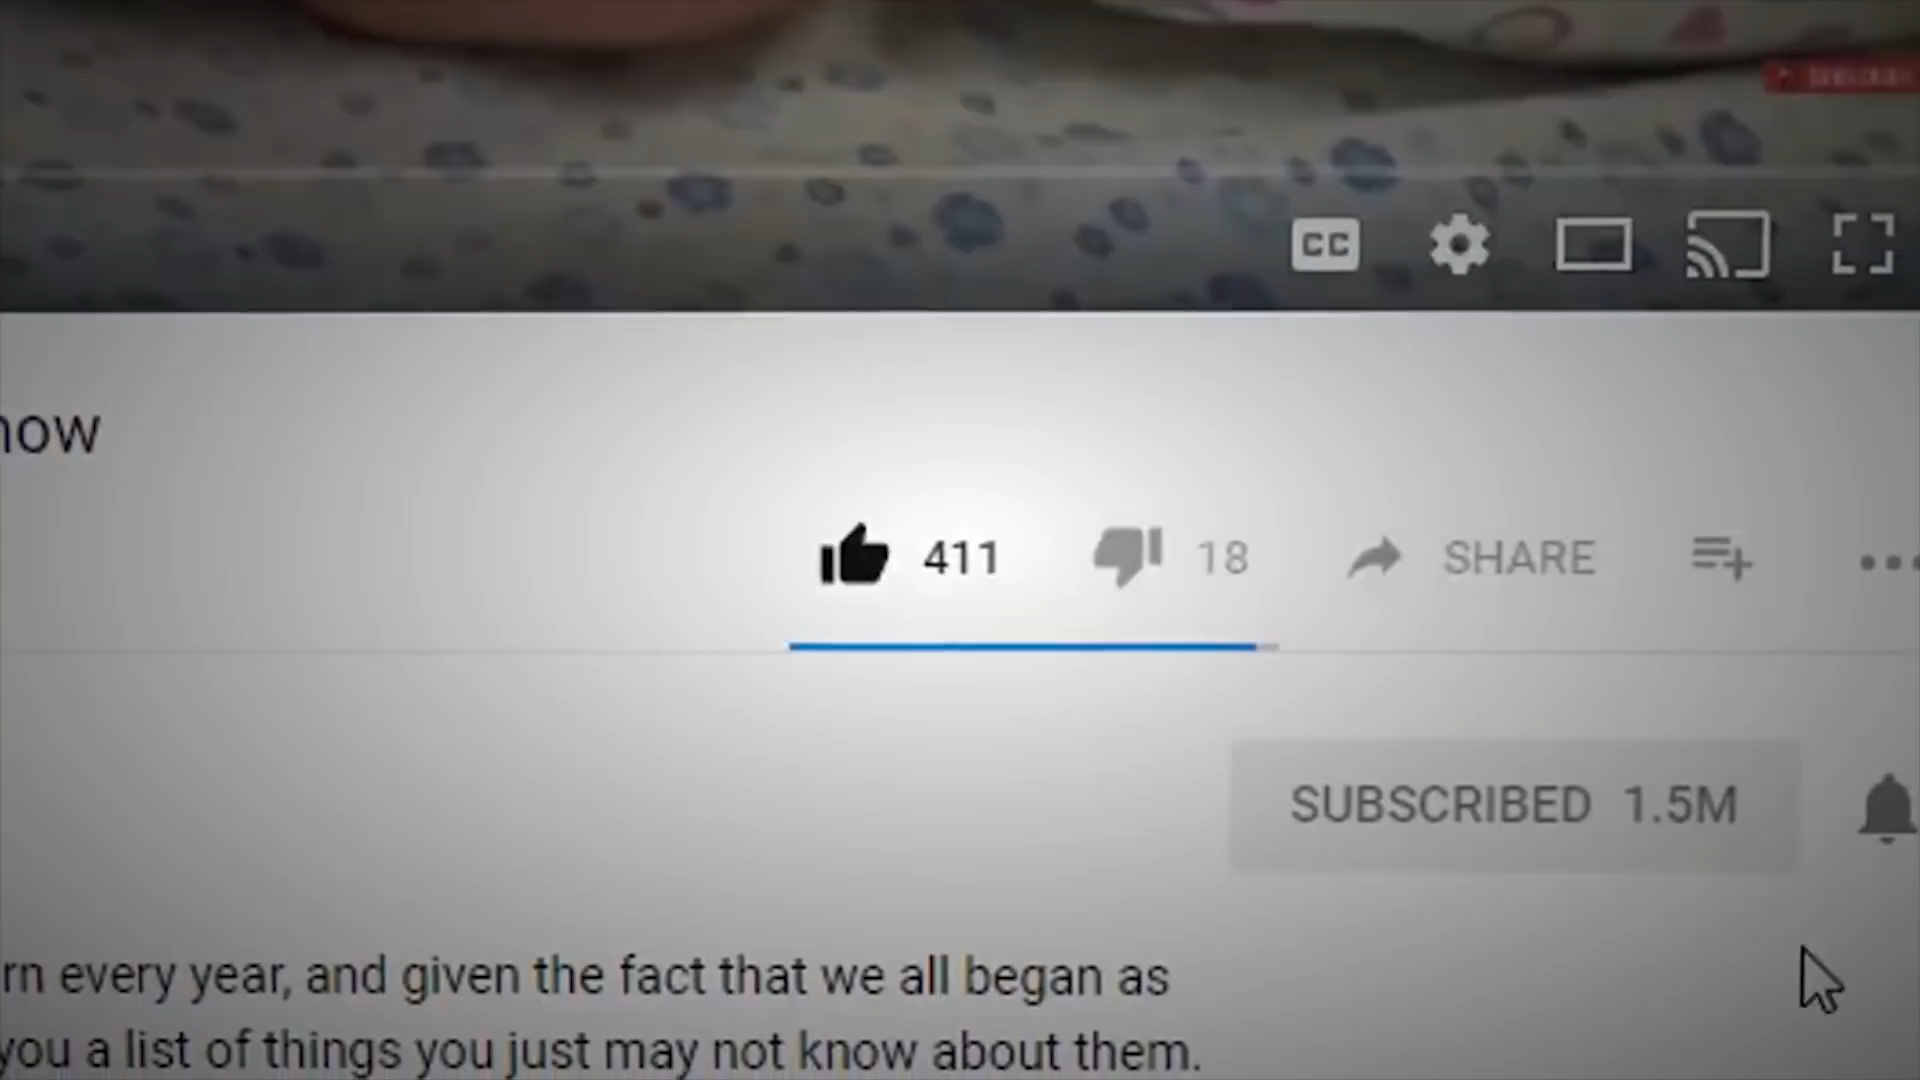 CC
now
411 18 SHARE
SUBSCRIBED 1.5M
rn every year, and given the fact that we all began as
you a list of things you just may not know about them.